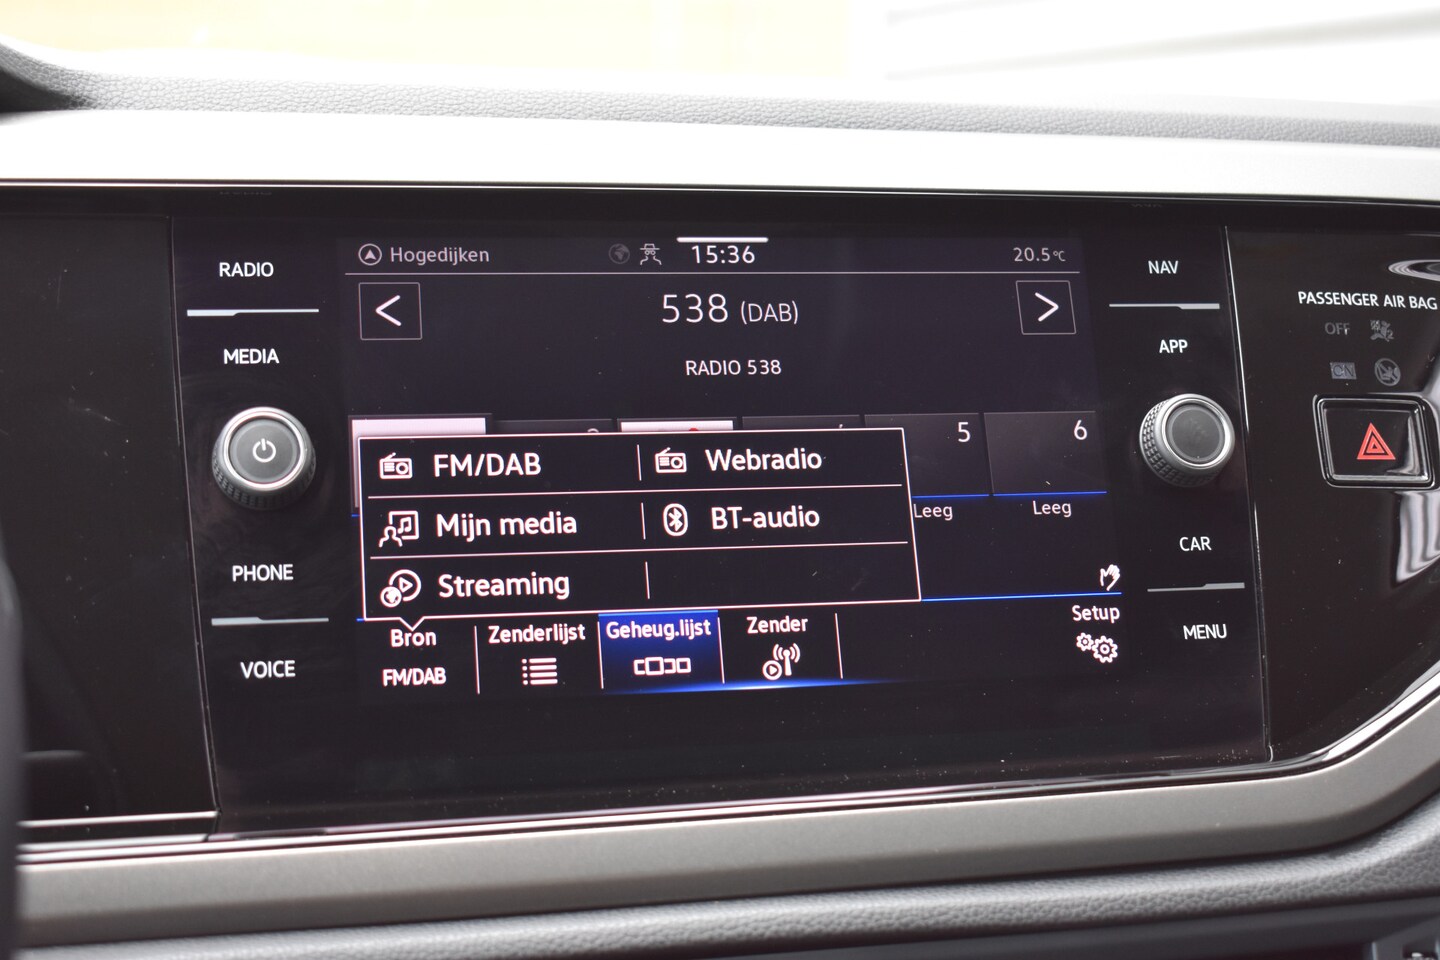 RADIO
MEDIA
PHONE
VOICE
Hogedijken
15:36
20.5°C
538 (DAB)
RADIO 538
5
6
Leeg
Leeg
FM/DAB
Webradio
Mijn media
BT-audio
Streaming
Bron
FM/DAB
Zenderlijst
Geheug.lijst
Zender
Setup
NAV
APP
CAR
MENU
PASSENGER AIR BAG
OFF
ON